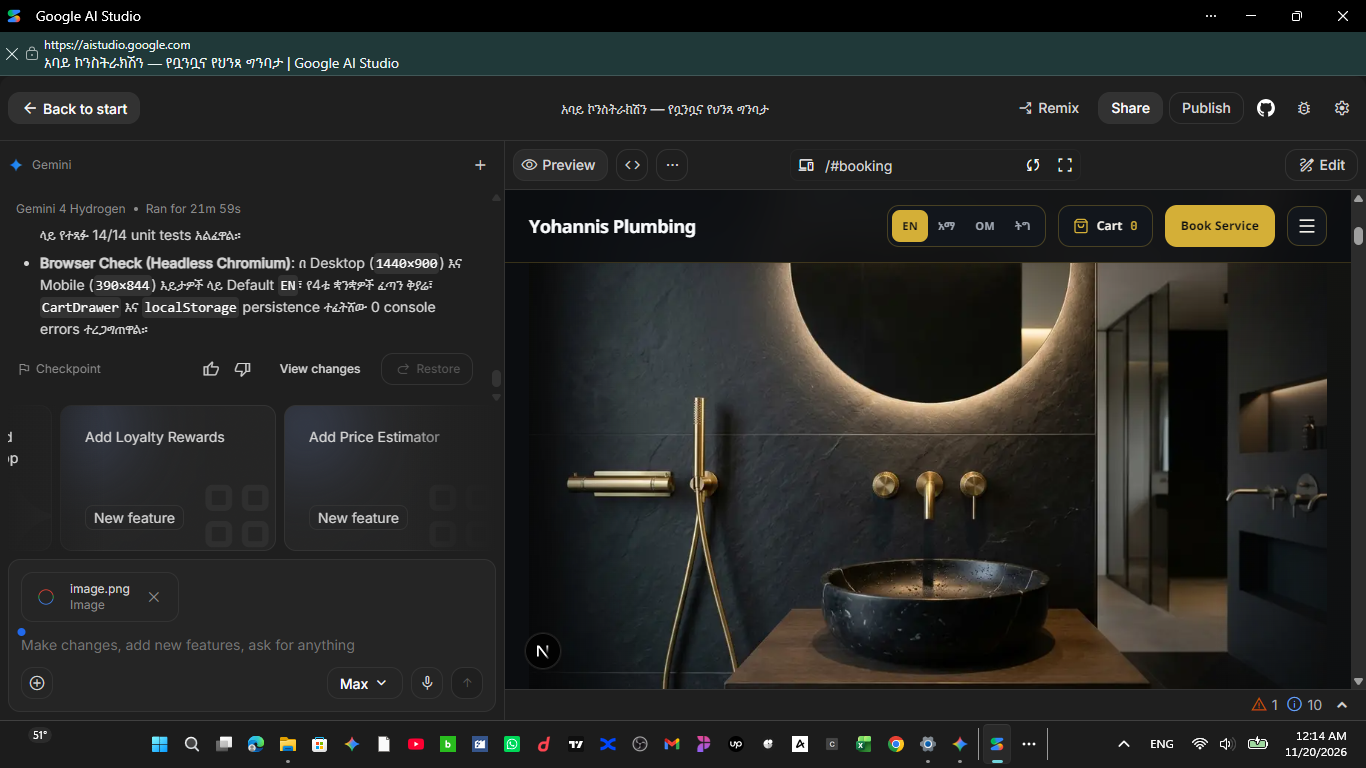 Google AI Studio
https://aistudio.google.com
አባይ ኮንስትራክሽን — የቧንቧና የህንጻ ግንባታ | Google AI Studio
Back to start
አባይ ኮንስትራክሽን — የቧንቧና የህንጻ ግንባታ
Remix
Share
Publish
Gemini
Gemini 4 Hydrogen • Ran for 21m 59s
ላይ የተጻፉ 14/14 unit tests አልፈዋል።
Browser Check (Headless Chromium): በ Desktop (1440×900) እና
Mobile (390×844) እይታዎች ላይ Default EN፣ የ4ቱ ቋንቋዎች ፈጣን ቅያሬ፣
CartDrawer እና localStorage persistence ተፈትሸው 0 console
errors ተረጋግጠዋል።
Checkpoint
View changes
Restore
d
op
Add Loyalty Rewards
New feature
Add Price Estimator
New feature
image.png
Image
Make changes, add new features, ask for anything
Max
Preview
/#booking
Edit
Yohannis Plumbing
EN
አማ
OM
ትግ
Cart 0
Book Service
N
1
10
51°
ENG
12:14 AM
11/20/2026